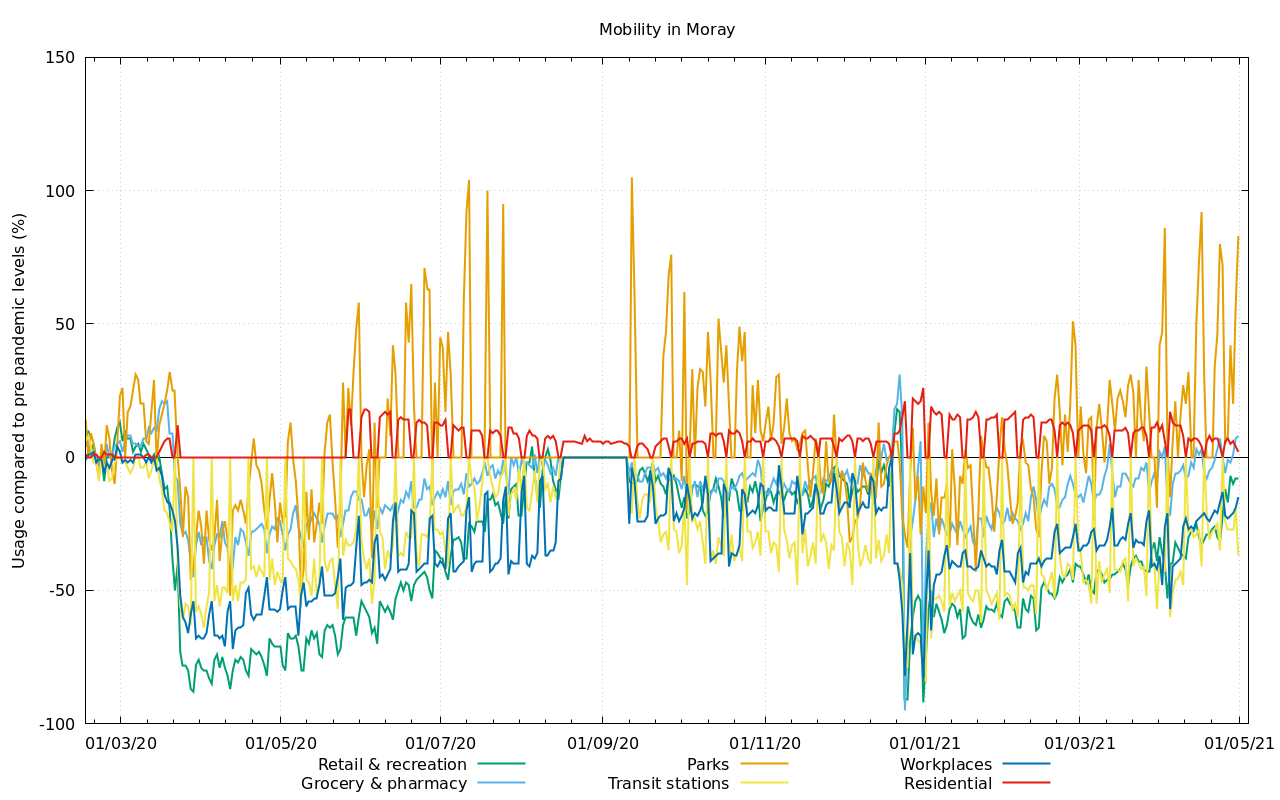 Mobility in Moray
Usage compared to pre pandemic levels (%)
150
100
50
0
-50
-100
01/03/20 01/05/20 01/07/20 01/09/20 01/11/20 01/01/21 01/03/21 01/05/21
Retail & recreation Parks Workplaces
Grocery & pharmacy Transit stations Residential